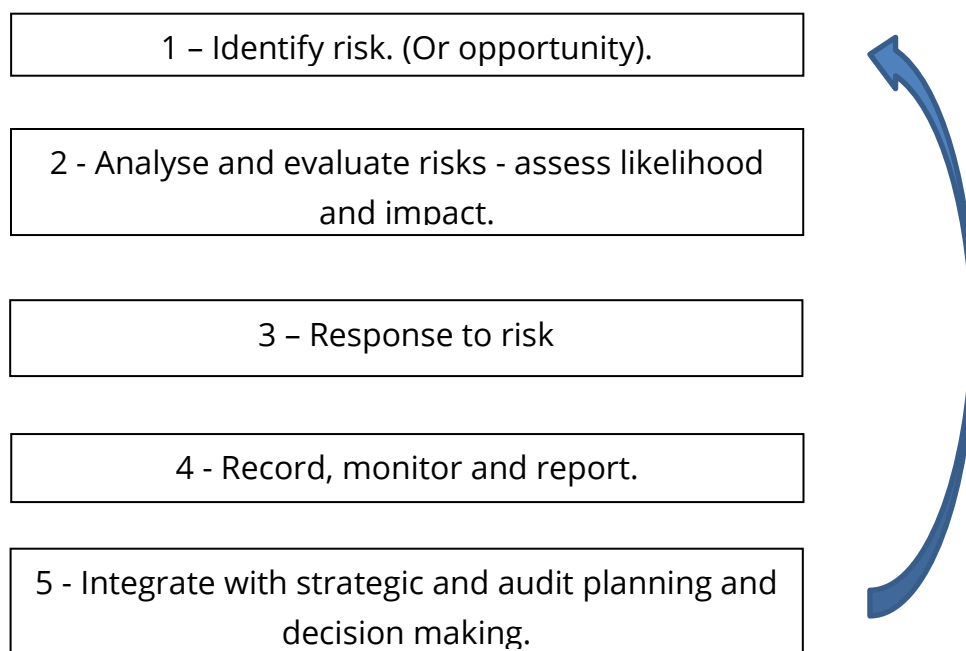 1 – Identify risk. (Or opportunity).
2 - Analyse and evaluate risks - assess likelihood
and impact.
3 – Response to risk
4 - Record, monitor and report.
5 - Integrate with strategic and audit planning and
decision making.